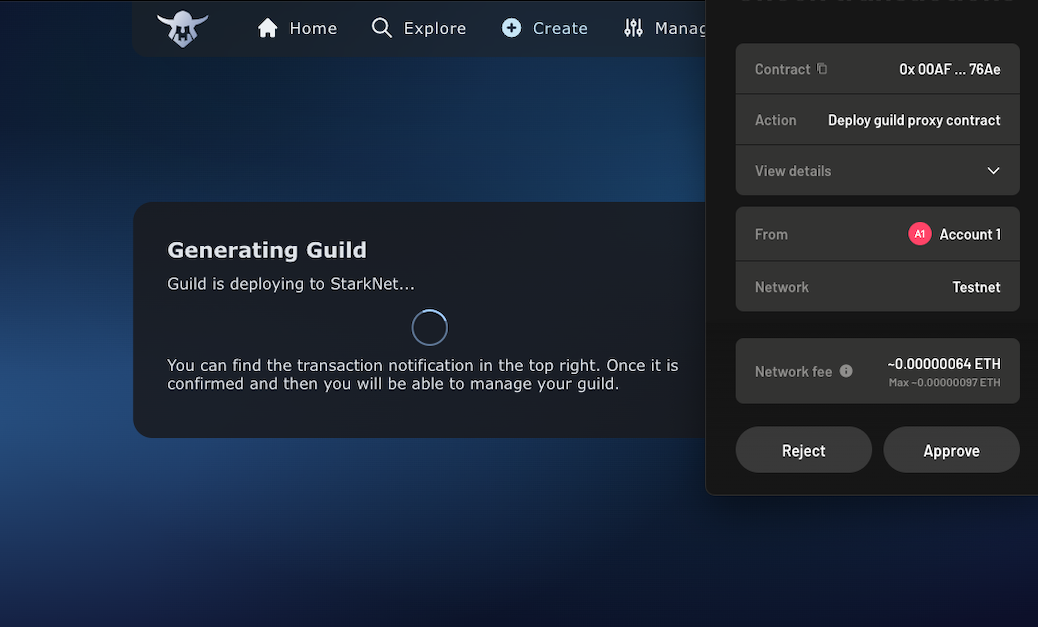 Home
Explore
Create
Manag
Generating Guild
Guild is deploying to StarkNet...
You can find the transaction notification in the top right. Once it is
confirmed and then you will be able to manage your guild.
Contract
0x 00AF ... 76Ae
Action
Deploy guild proxy contract
View details
From
A1
Account 1
Network
Testnet
Network fee
~0.00000064 ETH
Max ~0.00000097 ETH
Reject
Approve